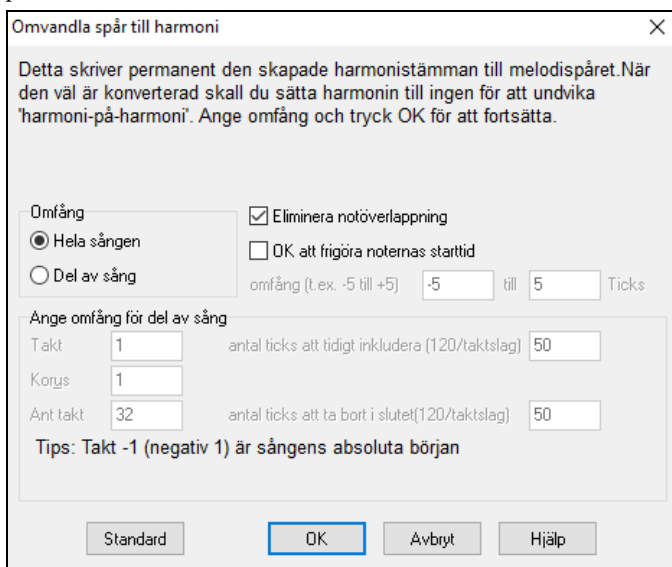 Omvandla spår till harmoni
Detta skriver permanent den skapade harmonistämman till melodispåret.När
den väl är konverterad skall du sätta harmonin till ingen för att undvika
'harmoni-på-harmoni'. Ange omfång och tryck OK för att fortsätta.
Omfång
Hela sången
Del av sång
Eliminera notöverlappning
OK att frigöra noternas starttid
omfång (t.ex. -5 till +5) -5 till 5 Ticks
Ange omfång för del av sång
Takt 1 antal ticks att tidigt inkludera (120/taktslag) 50
Korus 1
Ant takt 32 antal ticks att ta bort i slutet(120/taktslag) 50
Tips: Takt -1 (negativ 1) är sångens absoluta början
Standard OK Avbryt Hjälp